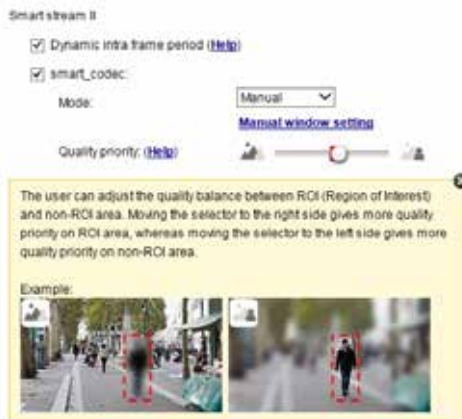 Smart stream II
Dynamic intra frame period (Help)
smart_codec:
Mode: Manual
Manual window setting
Quality priority: (Help)
The user can adjust the quality balance between ROI (Region of Interest)
and non-ROI area. Moving the selector to the right side gives more quality
priority on ROI area, whereas moving the selector to the left side gives more
quality priority on non-ROI area.
Example: